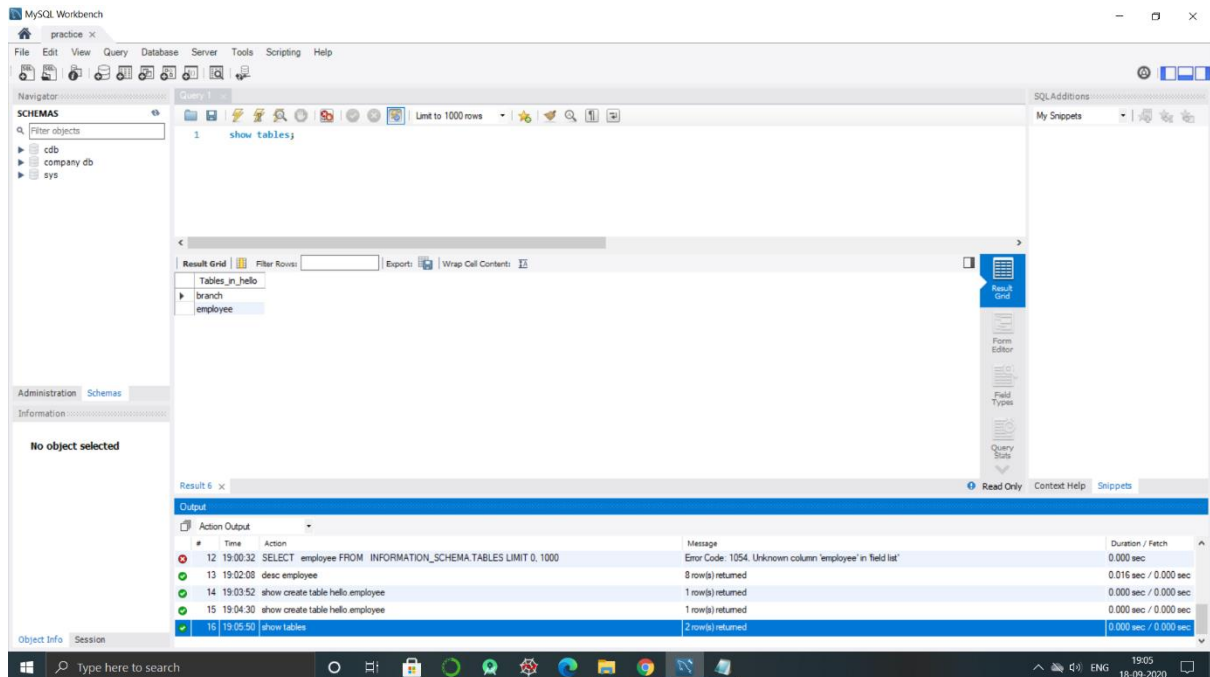 MySQL Workbench
practice
File Edit View Query Database Server Tools Scripting Help
Navigator
SCHEMAS
Filter objects
cdb
company db
sys
Administration Schemas
Information
No object selected
Object Info Session
Query 1
Limit to 1000 rows
1 show tables;
Result Grid Filter Rows: Export: Wrap Cell Content:
Tables_in_hello
branch
employee
Result
Grid
Form
Editor
Field
Types
Query
Stats
Result 6
Read Only
SQLAdditions
My Snippets
Context Help Snippets
Output
Action Output
# Time Action Message Duration / Fetch
12 19:00:32 SELECT employee FROM INFORMATION_SCHEMA.TABLES LIMIT 0, 1000 Error Code: 1054. Unknown column 'employee' in 'field list' 0.000 sec
13 19:02:08 desc employee 8 row(s) returned 0.016 sec / 0.000 sec
14 19:03:52 show create table hello.employee 1 row(s) returned 0.000 sec / 0.000 sec
15 19:04:30 show create table hello.employee 1 row(s) returned 0.000 sec / 0.000 sec
16 19:05:50 show tables 2 row(s) returned 0.000 sec / 0.000 sec
Type here to search
ENG
19:05
18-09-2020